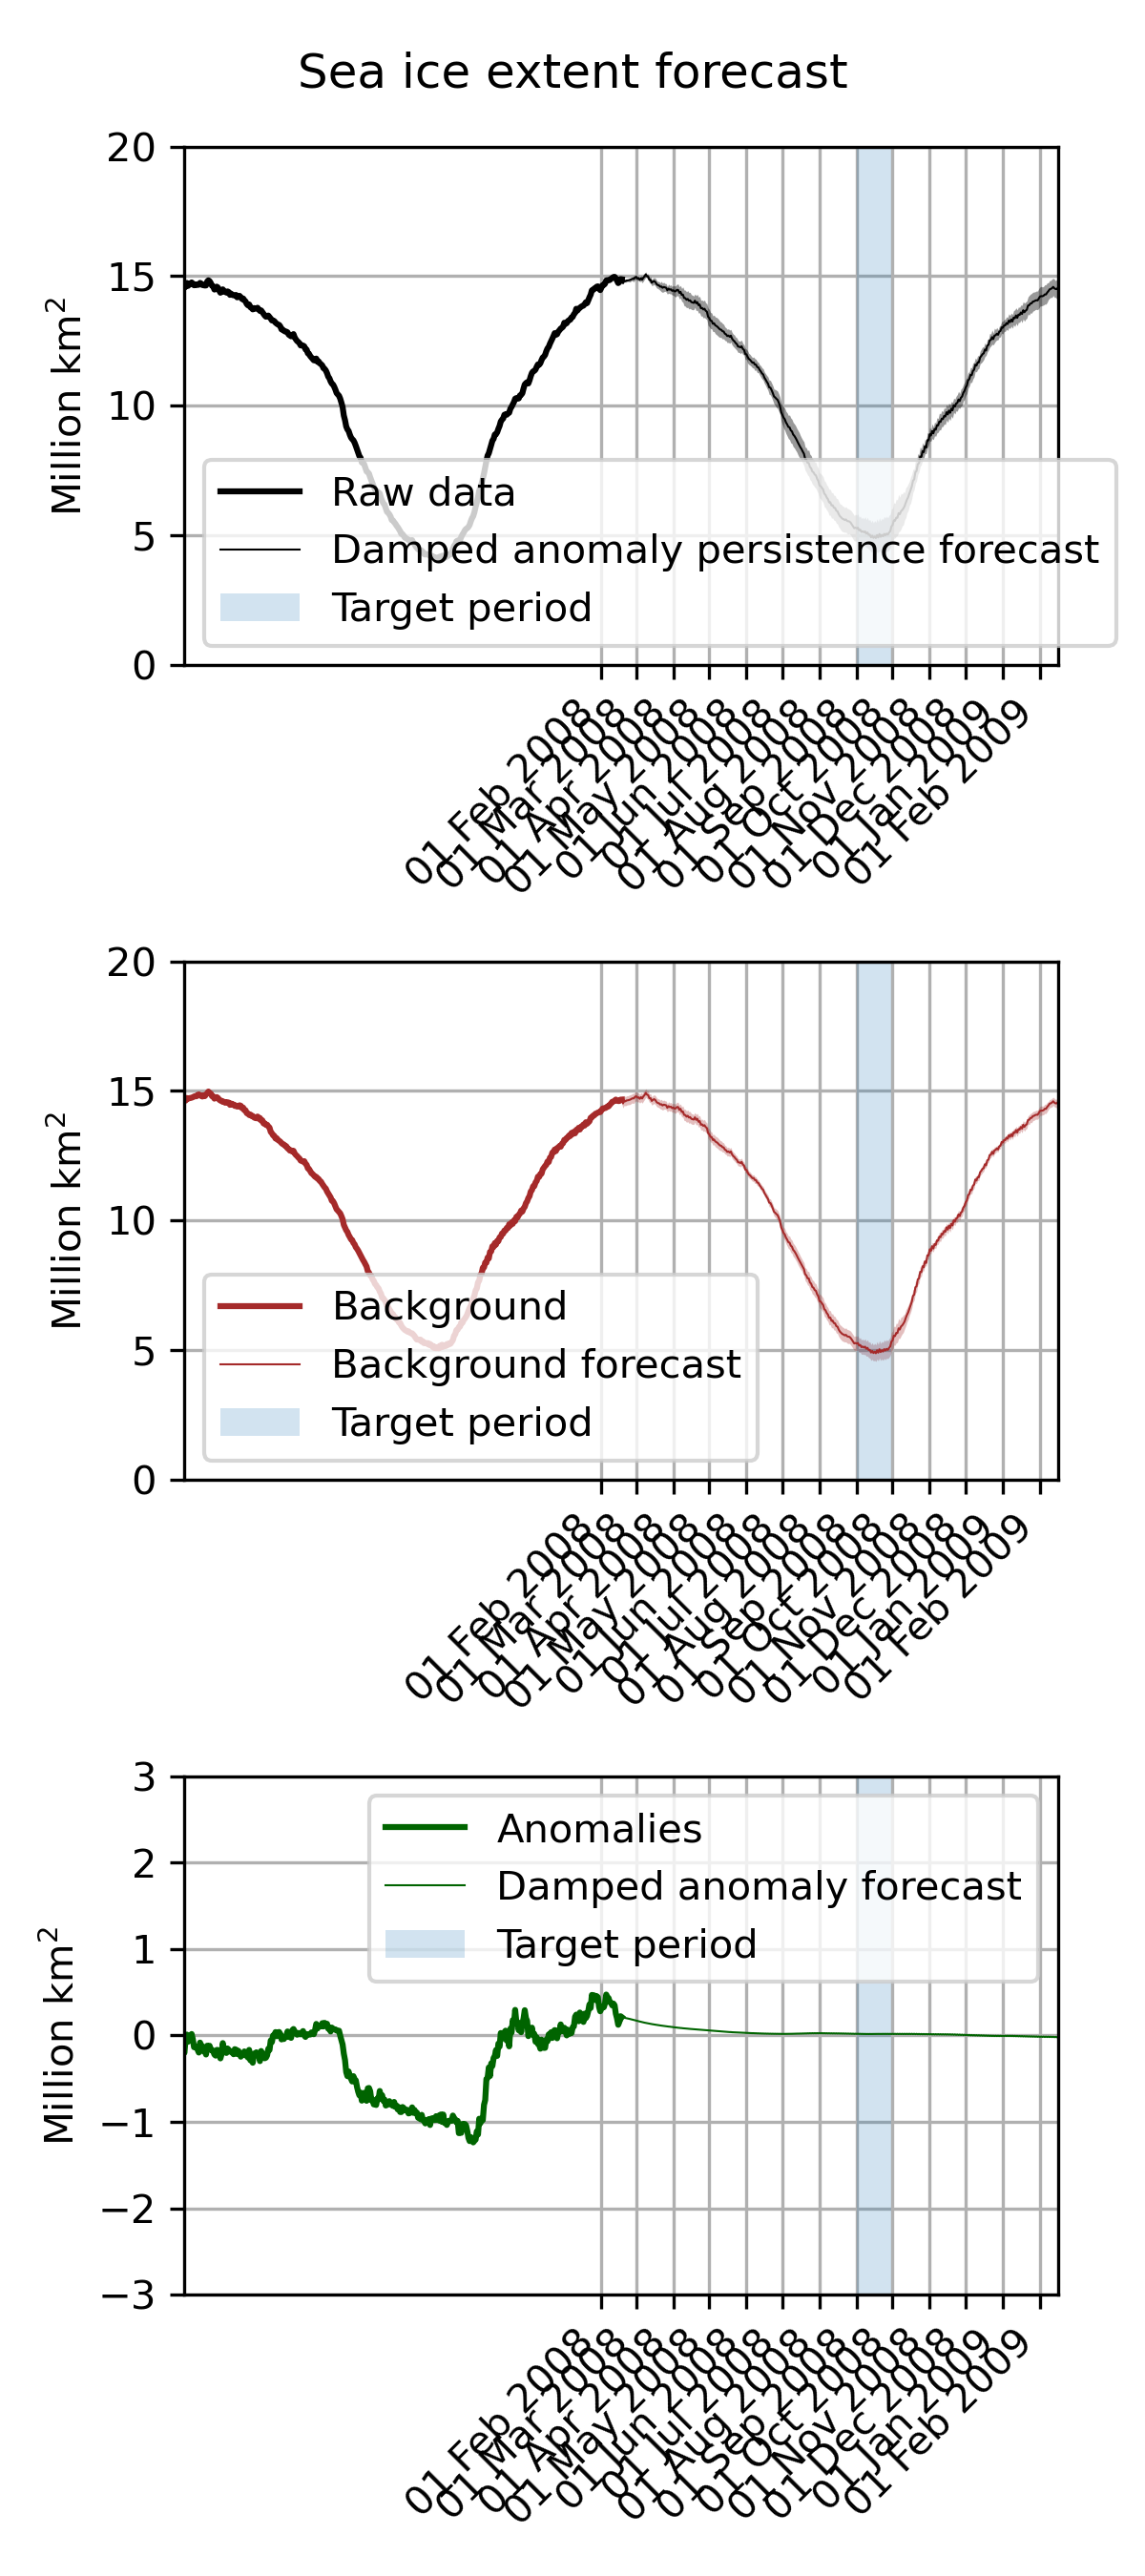 Sea ice extent forecast
20
15
10
5
0
Million km²
Raw data
Damped anomaly persistence forecast
Target period
01 Feb 2008
01 Mar 2008
01 Apr 2008
01 May 2008
01 Jun 2008
01 Jul 2008
01 Aug 2008
01 Sep 2008
01 Oct 2008
01 Nov 2008
01 Dec 2008
01 Jan 2009
01 Feb 2009
20
15
10
5
0
Million km²
Background
Background forecast
Target period
01 Feb 2008
01 Mar 2008
01 Apr 2008
01 May 2008
01 Jun 2008
01 Jul 2008
01 Aug 2008
01 Sep 2008
01 Oct 2008
01 Nov 2008
01 Dec 2008
01 Jan 2009
01 Feb 2009
3
2
1
0
−1
−2
−3
Million km²
Anomalies
Damped anomaly forecast
Target period
01 Feb 2008
01 Mar 2008
01 Apr 2008
01 May 2008
01 Jun 2008
01 Jul 2008
01 Aug 2008
01 Sep 2008
01 Oct 2008
01 Nov 2008
01 Dec 2008
01 Jan 2009
01 Feb 2009